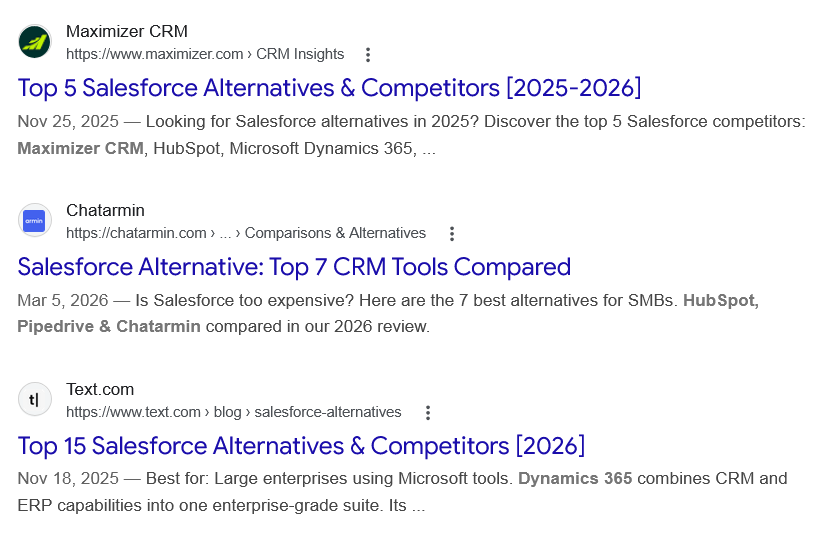 Maximizer CRM
https://www.maximizer.com › CRM Insights
Top 5 Salesforce Alternatives & Competitors [2025-2026]
Nov 25, 2025 — Looking for Salesforce alternatives in 2025? Discover the top 5 Salesforce competitors:
Maximizer CRM, HubSpot, Microsoft Dynamics 365, ...
armin
Chatarmin
https://chatarmin.com › ... › Comparisons & Alternatives
Salesforce Alternative: Top 7 CRM Tools Compared
Mar 5, 2026 — Is Salesforce too expensive? Here are the 7 best alternatives for SMBs. HubSpot,
Pipedrive & Chatarmin compared in our 2026 review.
t|
Text.com
https://www.text.com › blog › salesforce-alternatives
Top 15 Salesforce Alternatives & Competitors [2026]
Nov 18, 2025 — Best for: Large enterprises using Microsoft tools. Dynamics 365 combines CRM and
ERP capabilities into one enterprise-grade suite. Its ...